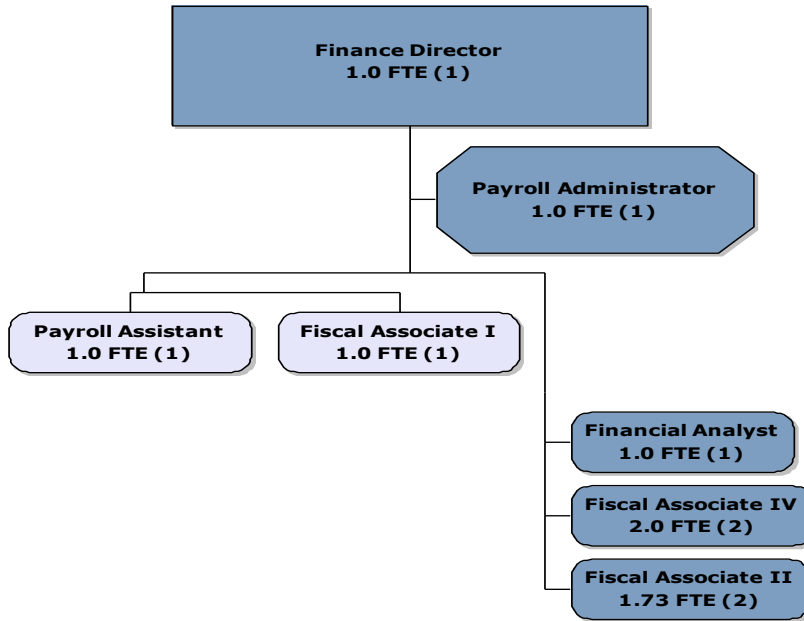 Finance Director
1.0 FTE (1)
Payroll Administrator
1.0 FTE (1)
Payroll Assistant
1.0 FTE (1)
Fiscal Associate I
1.0 FTE (1)
Financial Analyst
1.0 FTE (1)
Fiscal Associate IV
2.0 FTE (2)
Fiscal Associate II
1.73 FTE (2)